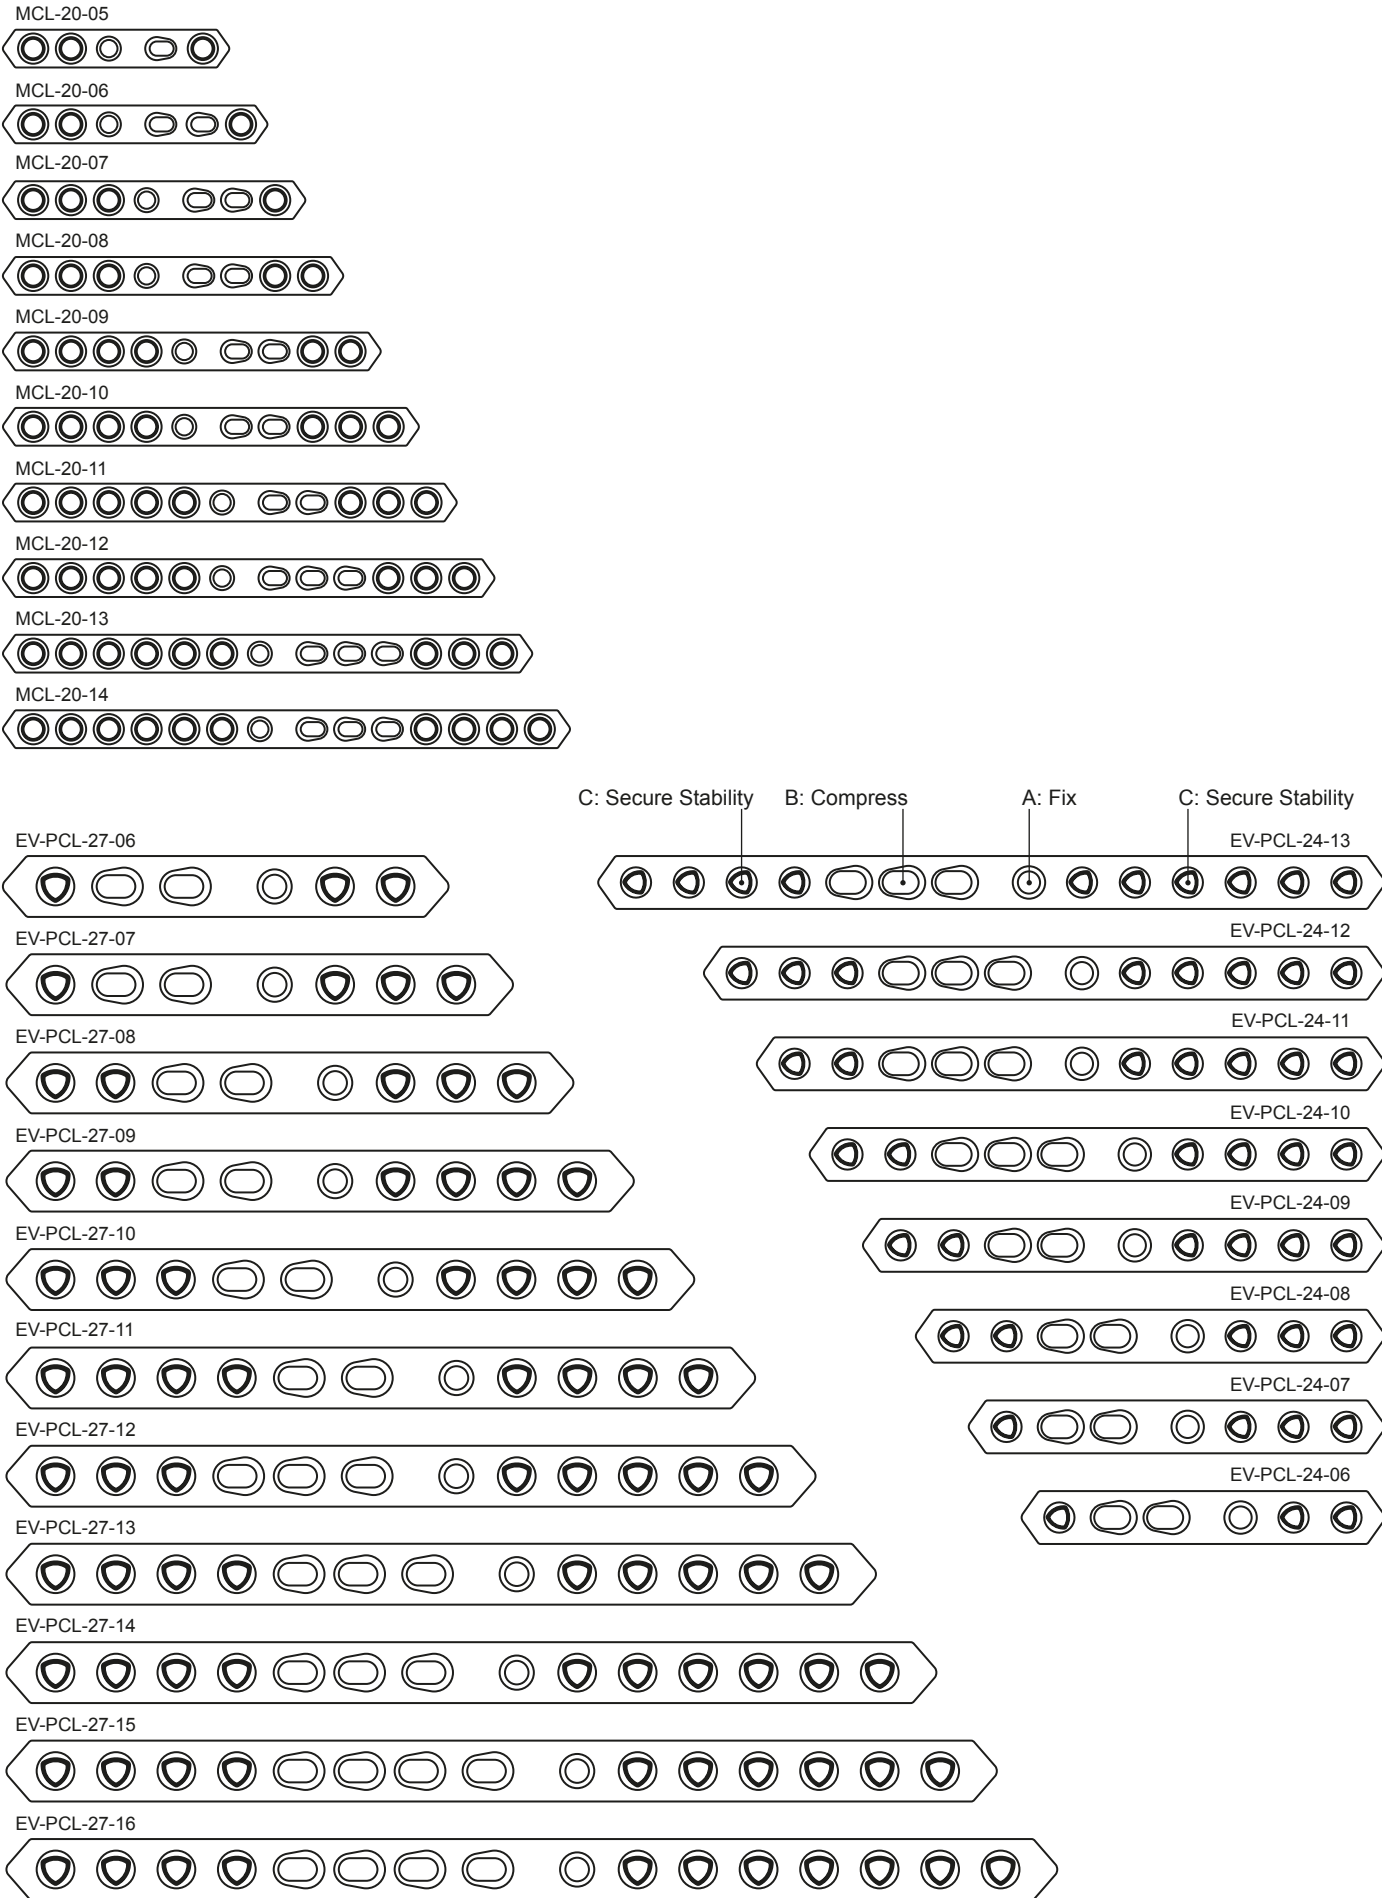 MCL-20-05
MCL-20-06
MCL-20-07
MCL-20-08
MCL-20-09
MCL-20-10
MCL-20-11
MCL-20-12
MCL-20-13
MCL-20-14
C: Secure Stability
B: Compress
A: Fix
C: Secure Stability
EV-PCL-27-06
EV-PCL-27-07
EV-PCL-27-08
EV-PCL-27-09
EV-PCL-27-10
EV-PCL-27-11
EV-PCL-27-12
EV-PCL-27-13
EV-PCL-27-14
EV-PCL-27-15
EV-PCL-27-16
EV-PCL-24-13
EV-PCL-24-12
EV-PCL-24-11
EV-PCL-24-10
EV-PCL-24-09
EV-PCL-24-08
EV-PCL-24-07
EV-PCL-24-06